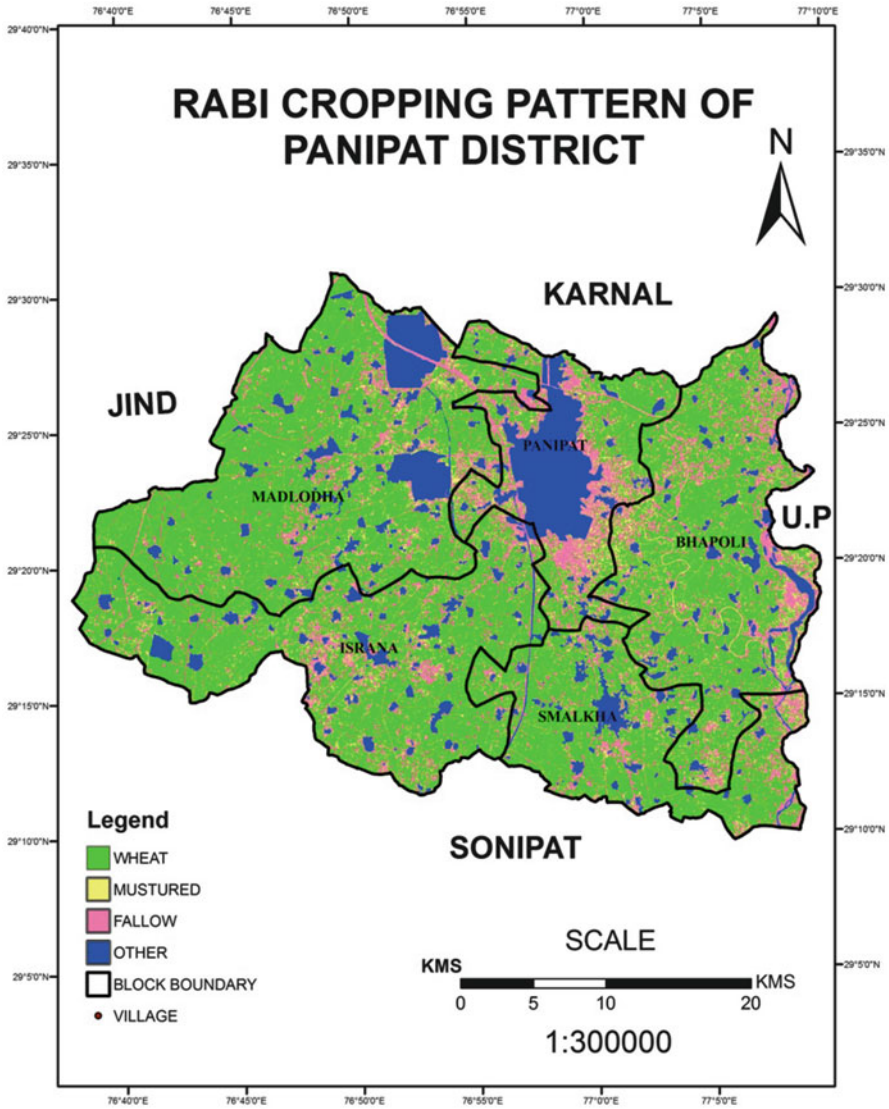 76°40'0"E 76°45'0"E 76°50'0"E 76°55'0"E 77°0'0"E 77°5'0"E 77°10'0"E
29°40'0"N
RABI CROPPING PATTERN OF
PANIPAT DISTRICT
N
29°35'0"N 29°35'0"N
KARNAL
29°30'0"N 29°30'0"N
JIND
29°25'0"N 29°25'0"N
PANIPAT
MADLODHA
U.P
BHAPOLI
29°20'0"N 29°20'0"N
ISRANA
29°15'0"N 29°15'0"N
SMALKHA
Legend
29°10'0"N 29°10'0"N
SONIPAT
WHEAT
MUSTURED
FALLOW
OTHER
BLOCK BOUNDARY
VILLAGE
SCALE
29°5'0"N 29°5'0"N
KMS KMS
0 5 10 20
1:300000
76°40'0"E 76°45'0"E 76°50'0"E 76°55'0"E 77°0'0"E 77°5'0"E